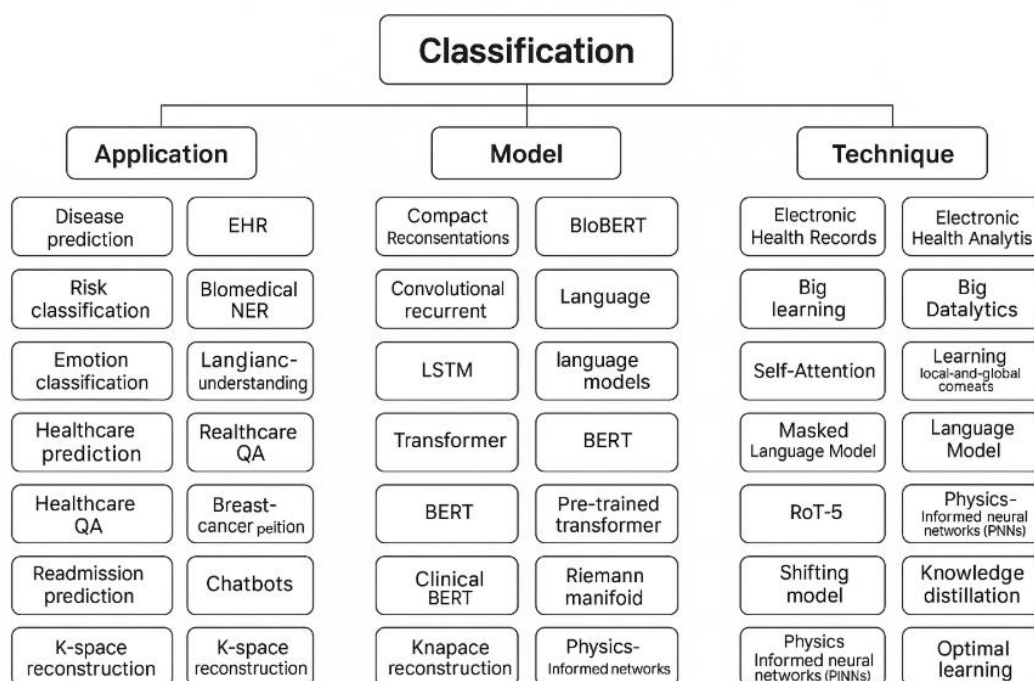 Classification
Application
Model
Technique
Disease
prediction
EHR
Compact
Reconsentations
BloBERT
Electronic
Health Records
Electronic
Health Analytis
Risk
classification
Biomedical
NER
Convolutional
recurrent
Language
Big
learning
Big
Datalytics
Emotion
classification
Langianc-
understanding
LSTM
language
models
Self-Attention
Learning
local-and-global
comeats
Healthcare
prediction
Realthcare
QA
Transformer
BERT
Masked
Language Model
Language
Model
Healthcare
QA
Breast-
cancer peition
BERT
Pre-trained
transformer
RoT-5
Physics-
Informed neural
networks (PNNs)
Readmission
prediction
Chatbots
Clinical
BERT
Riemann
manifoid
Shifting
model
Knowledge
distillation
K-space
reconstruction
K-space
reconstruction
Knapace
reconstruction
Physics-
Informed networks
Physics
Informed neural
networks (PINNs)
Optimal
learning